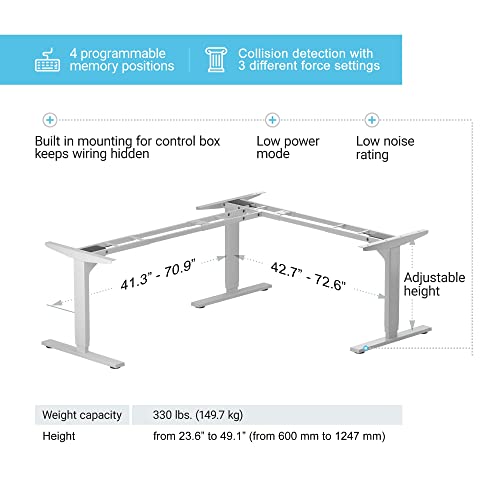 4 programmable
memory positions
Collision detection with
3 different force settings
Built in mounting for control box
keeps wiring hidden
Low power
mode
Low noise
rating
41.3" - 70.9"
42.7" - 72.6"
Adjustable
height
Weight capacity 330 lbs. (149.7 kg)
Height from 23.6" to 49.1" (from 600 mm to 1247 mm)